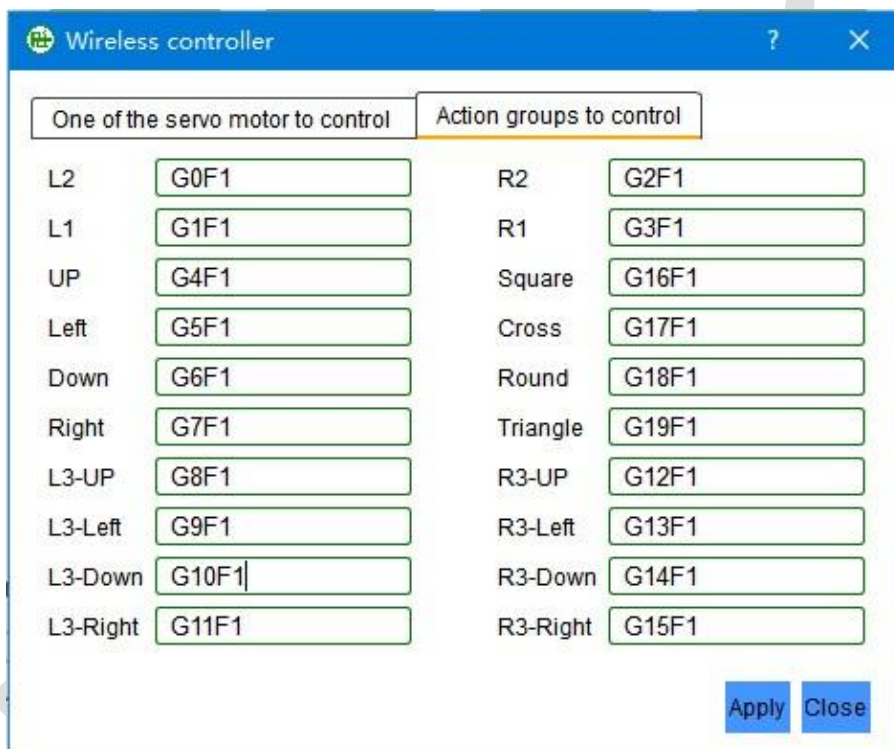 Wireless controller ? ×
One of the servo motor to control Action groups to control
L2 G0F1 R2 G2F1
L1 G1F1 R1 G3F1
UP G4F1 Square G16F1
Left G5F1 Cross G17F1
Down G6F1 Round G18F1
Right G7F1 Triangle G19F1
L3-UP G8F1 R3-UP G12F1
L3-Left G9F1 R3-Left G13F1
L3-Down G10F1 R3-Down G14F1
L3-Right G11F1 R3-Right G15F1
Apply Close